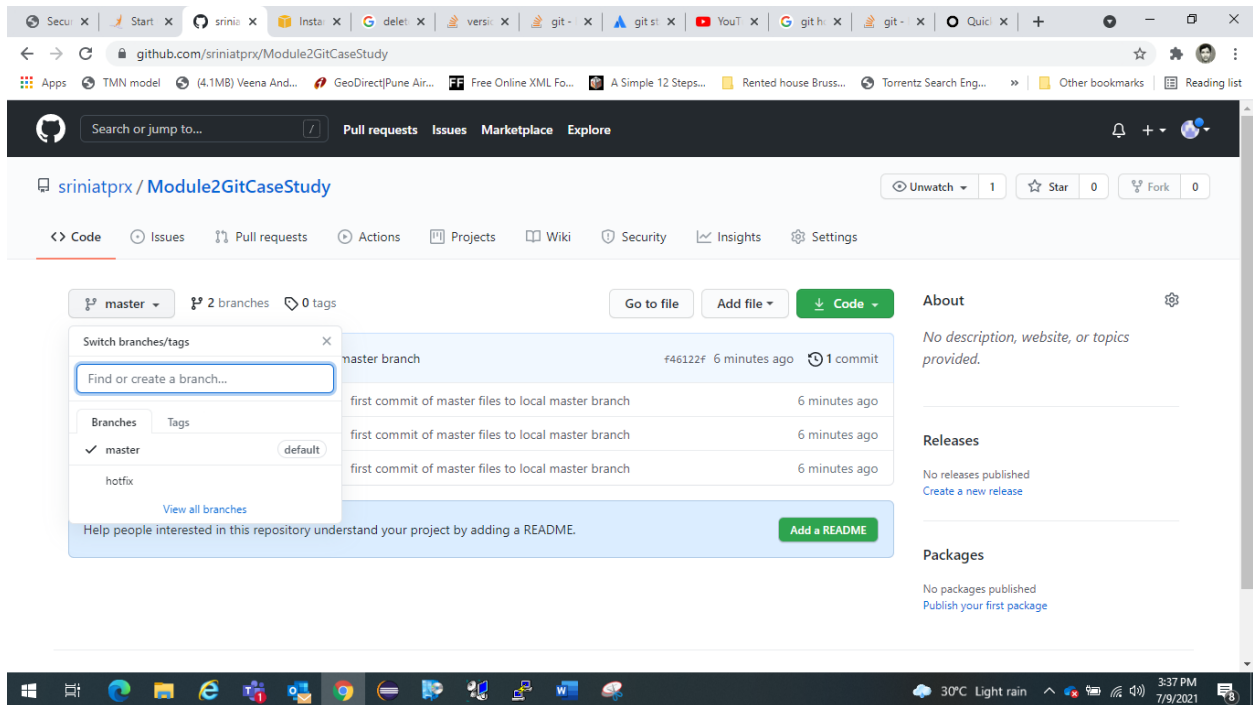 Secur
Start
srinia
Insta
G deleti
versic
git -
git st
YouT
G git ho
git -
Quicl
github.com/sriniatprx/Module2GitCaseStudy
Apps TMN model (4.1MB) Veena And... GeoDirect|Pune Air... FF Free Online XML Fo... A Simple 12 Steps... Rented house Bruss... Torrentz Search Eng... » Other bookmarks Reading list
Search or jump to... / Pull requests Issues Marketplace Explore
sriniatprx / Module2GitCaseStudy
Unwatch 1 Star 0 Fork 0
<> Code Issues Pull requests Actions Projects Wiki Security Insights Settings
master 2 branches 0 tags Go to file Add file Code
Switch branches/tags
Find or create a branch...
Branches Tags
master default
hotfix
View all branches
master branch f46122f 6 minutes ago 1 commit
first commit of master files to local master branch 6 minutes ago
first commit of master files to local master branch 6 minutes ago
first commit of master files to local master branch 6 minutes ago
Help people interested in this repository understand your project by adding a README. Add a README
About
No description, website, or topics
provided.
Releases
No releases published
Create a new release
Packages
No packages published
Publish your first package
30°C Light rain
3:37 PM
7/9/2021
8